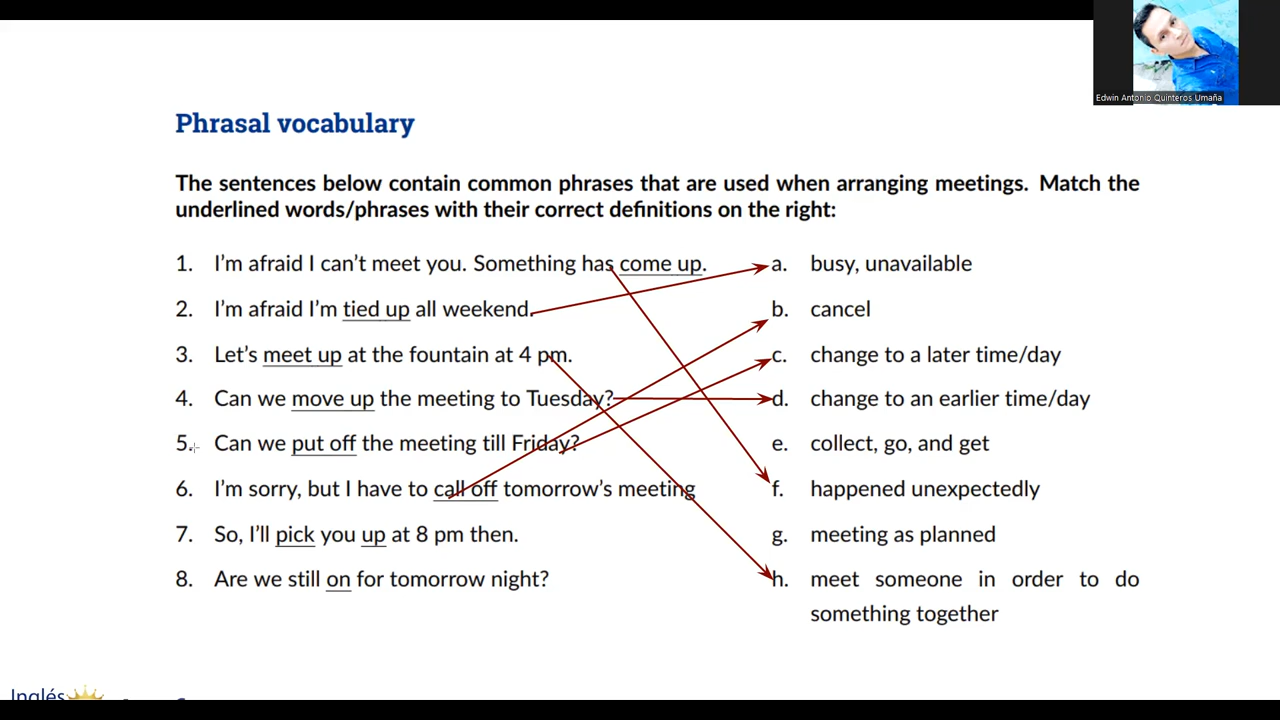 Edwin Antonio Quinteros Umaña
Phrasal vocabulary
The sentences below contain common phrases that are used when arranging meetings. Match the
underlined words/phrases with their correct definitions on the right:
1. I'm afraid I can't meet you. Something has come up.
2. I'm afraid I'm tied up all weekend.
3. Let's meet up at the fountain at 4 pm.
4. Can we move up the meeting to Tuesday?
5. Can we put off the meeting till Friday?
6. I'm sorry, but I have to call off tomorrow's meeting
7. So, I'll pick you up at 8 pm then.
8. Are we still on for tomorrow night?
a. busy, unavailable
b. cancel
c. change to a later time/day
d. change to an earlier time/day
e. collect, go, and get
f. happened unexpectedly
g. meeting as planned
h. meet someone in order to do
something together
Inglés